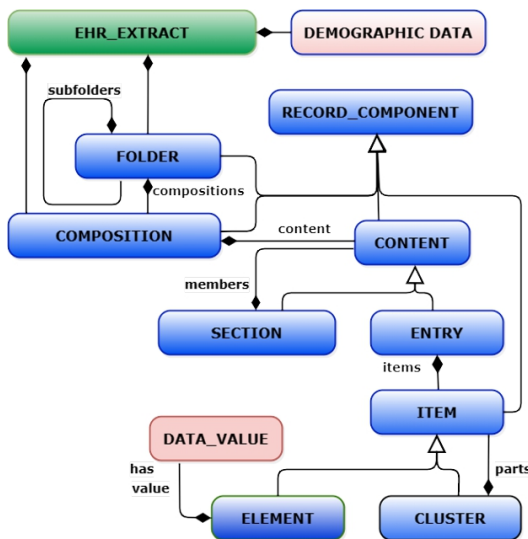 EHR_EXTRACT
DEMOGRAPHIC DATA
subfolders
RECORD_COMPONENT
FOLDER
compositions
COMPOSITION
content
CONTENT
members
SECTION
ENTRY
items
ITEM
DATA_VALUE
has
value
parts
ELEMENT
CLUSTER